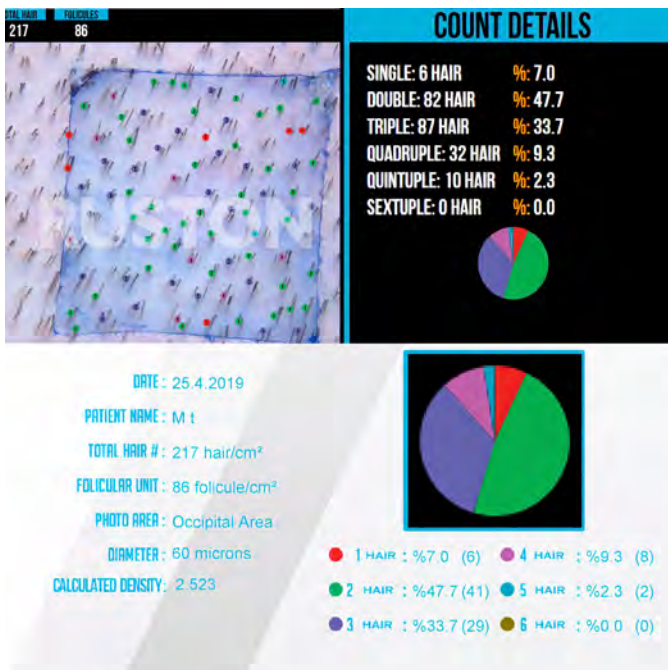 TOTAL HAIR FOLICULES
217 86
COUNT DETAILS
SINGLE: 6 HAIR %: 7.0
DOUBLE: 82 HAIR %: 47.7
TRIPLE: 87 HAIR %: 33.7
QUADRUPLE: 32 HAIR %: 9.3
QUINTUPLE: 10 HAIR %: 2.3
SEXTUPLE: 0 HAIR %: 0.0
DATE : 25.4.2019
PATIENT NAME : M t
TOTAL HAIR # : 217 hair/cm²
FOLICULAR UNIT : 86 folicule/cm²
PHOTO AREA : Occipital Area
DIAMETER : 60 microns
CALCULATED DENSITY : 2.523
1 HAIR : %7.0 (6) 4 HAIR : %9.3 (8)
2 HAIR : %47.7 (41) 5 HAIR : %2.3 (2)
3 HAIR : %33.7 (29) 6 HAIR : %0.0 (0)